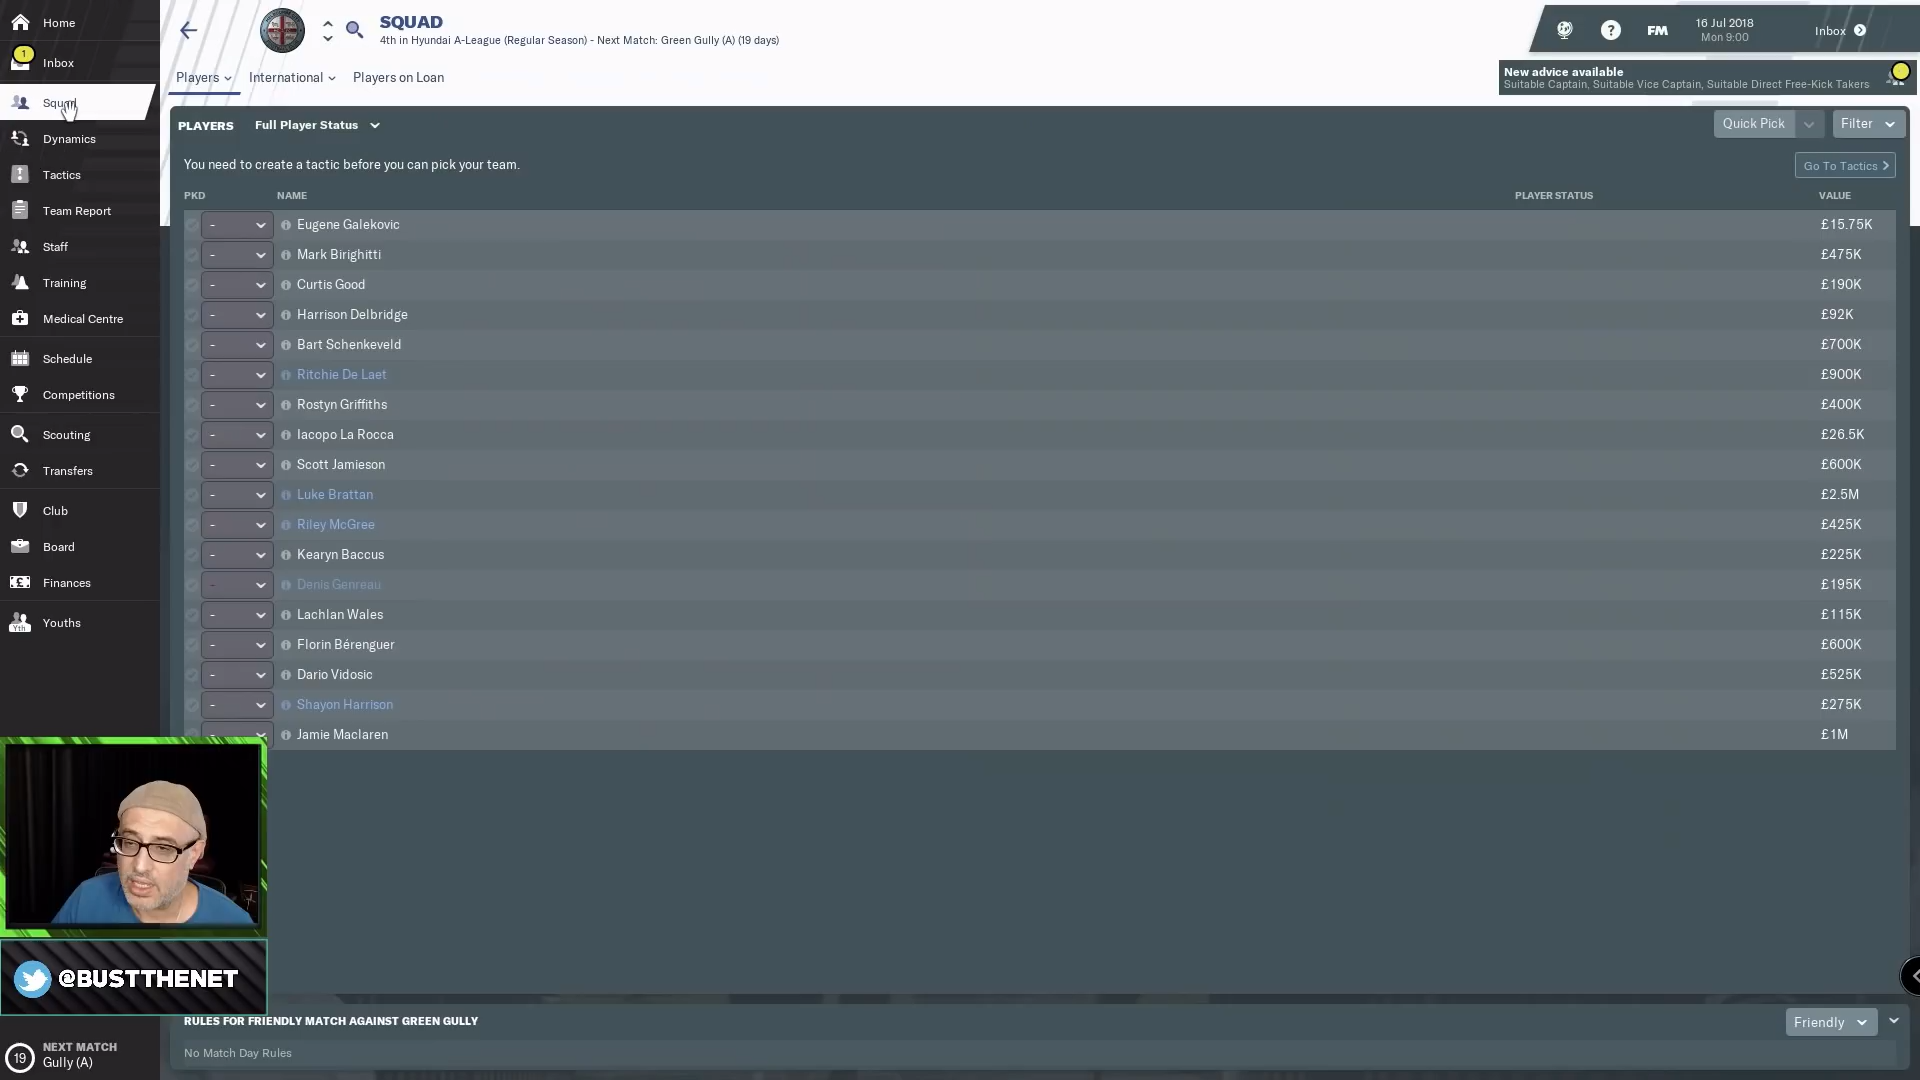 Home
1
Inbox
Squad
Dynamics
Tactics
Team Report
Staff
Training
Medical Centre
Schedule
Competitions
Scouting
Transfers
Club
Board
Finances
Yth
Youths
NEXT MATCH
19
Gully (A)
SQUAD
4th in Hyundai A-League (Regular Season) - Next Match: Green Gully (A) (19 days)
FM
16 Jul 2018
Mon 9:00
Inbox
Players
International
Players on Loan
New advice available
Suitable Captain, Suitable Vice Captain, Suitable Direct Free-Kick Takers
PLAYERS
Full Player Status
Quick Pick
Filter
You need to create a tactic before you can pick your team.
Go To Tactics
PKD NAME PLAYER STATUS VALUE
- Eugene Galekovic £15.75K
- Mark Birighitti £475K
- Curtis Good £190K
- Harrison Delbridge £92K
- Bart Schenkeveld £700K
- Ritchie De Laet £900K
- Rostyn Griffiths £400K
- Iacopo La Rocca £26.5K
- Scott Jamieson £600K
- Luke Brattan £2.5M
- Riley McGree £425K
- Kearyn Baccus £225K
- Denis Genreau £195K
- Lachlan Wales £115K
- Florin Bérenguer £600K
- Dario Vidosic £525K
- Shayon Harrison £275K
- Jamie Maclaren £1M
@BUSTTHENET
RULES FOR FRIENDLY MATCH AGAINST GREEN GULLY
Friendly
No Match Day Rules